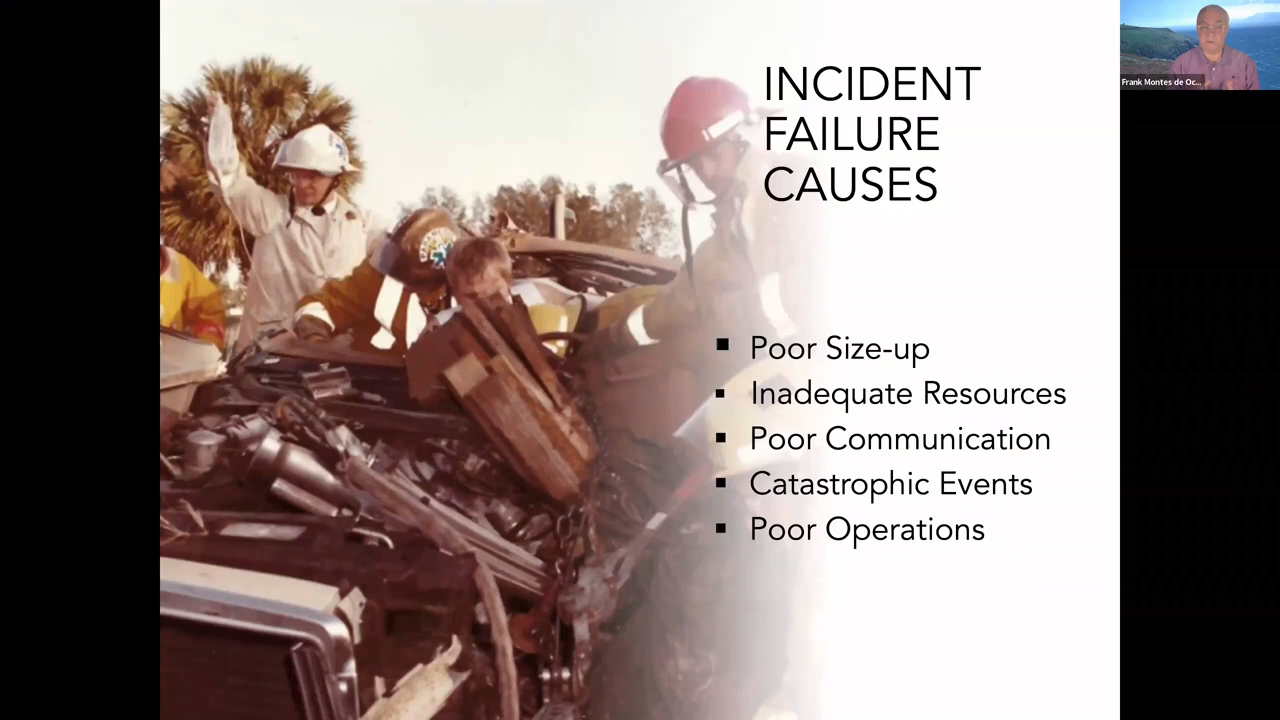 INCIDENT
FAILURE
CAUSES
▪ Poor Size-up
▪ Inadequate Resources
▪ Poor Communication
▪ Catastrophic Events
▪ Poor Operations
Frank Montes de Oc...